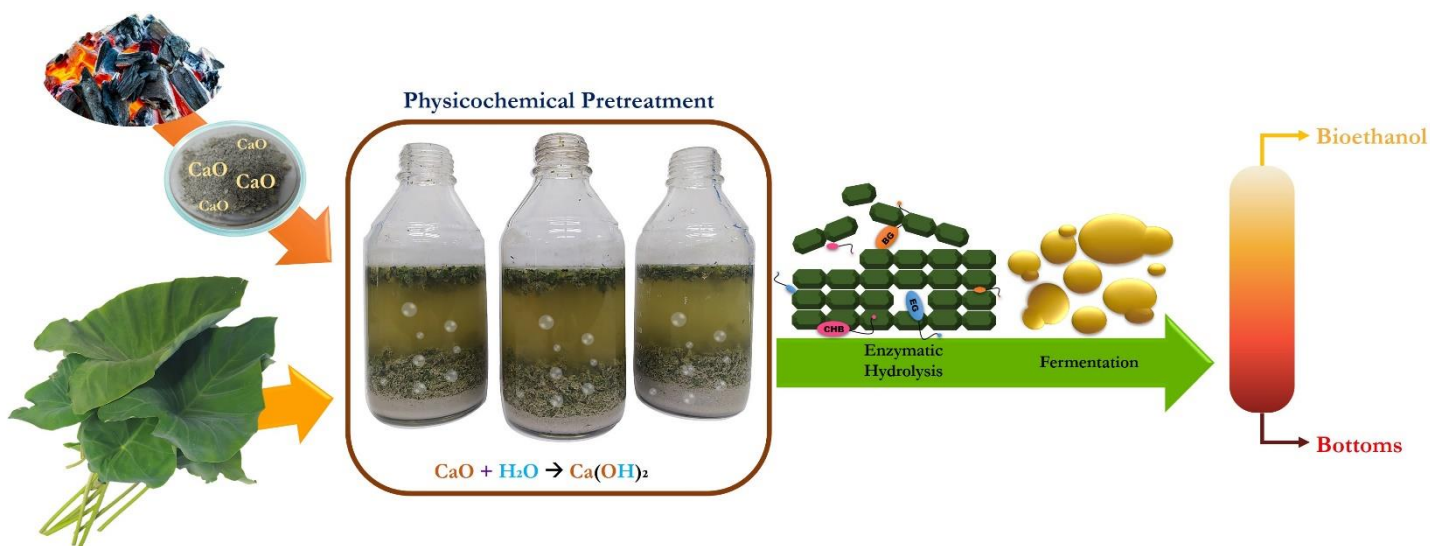 CaO
CaO
CaO
CaO
Physicochemical Pretreatment
CaO + H₂O → Ca(OH)₂
BG
EG
CHB
Enzymatic
Hydrolysis
Fermentation
Bioethanol
Bottoms